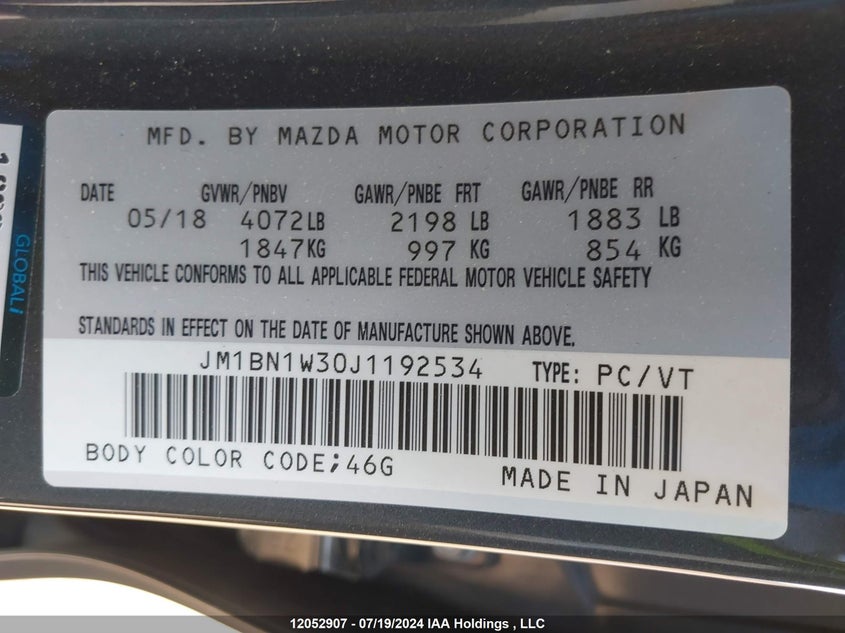 MFD. BY MAZDA MOTOR CORPORATION
DATE GVWR/PNBV GAWR/PNBE FRT GAWR/PNBE RR
05/18 4072LB 2198 LB 1883 LB
1847KG 997 KG 854 KG
THIS VEHICLE CONFORMS TO ALL APPLICABLE FEDERAL MOTOR VEHICLE SAFETY
STANDARDS IN EFFECT ON THE DATE OF MANUFACTURE SHOWN ABOVE.
JM1BN1W30J1192534 TYPE: PC/VT
BODY COLOR CODE;46G
MADE IN JAPAN
GLOBALi
12052907 - 07/19/2024 IAA Holdings , LLC